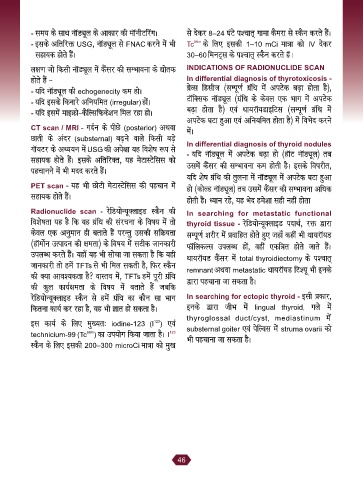 - समय के साथ नॉड्यूल के आकार की मॉनीटरिंग।
- इसके अतिरिक्त USG, नॉड्यूल से FNAC करने में भी
सहायक होते हैं।
लक्षण जो किसी नॉड्यूल में कैंसर की सम्भावना के द्योतक
होते हैं –
- यदि नॉड्यूल की echogenecity कम हो।
- यदि इसके किनारे अनियमित (irregular) हों।
- यदि इसमें माइक्रो-कैल्सिफिकेशन मिल रहा हो।
CT scan / MRI - गर्दन के पीछे (posterior) अथवा
छाती के अंदर (substernal) बढ़ने वाले किसी बड़े
गॉयटर के अध्ययन में USG की अपेक्षा यह विशेष रूप से
सहायक होते हैं। इसके अतिरिक्त, यह मेटास्टेसिस को
पहचानने में भी मदद करते हैं।
PET scan - यह भी छोटी मेटास्टेसिस की पहचान में
सहायक होते हैं।
Radionuclide scan - रेडियोन्यूक्लाइड स्कैन की
विशेषता यह है कि वह ग्रंथि की संरचना के विषय में तो
केवल एक अनुमान ही बताते हैं परन्तु उसकी सक्रियता
(हॉर्मोन उत्पादन की क्षमता) के विषय में सटीक जानकारी
उपलब्ध करते हैं। यहाँ यह भी सोचा जा सकता है कि यही
जानकारी तो हमें TFTs से भी मिल सकती है, फिर स्कैन
की क्या आवश्यकता है? वास्तव में, TFTs हमें पूरी ग्रंथि
की कुल कार्यक्षमता के विषय में बताते हैं जबकि
रेडियोन्यूक्लाइड स्कैन से हमें ग्रंथि का कौन सा भाग
कितना कार्य कर रहा है, वह भी ज्ञात हो सकता है।
इस कार्य के लिए मुख्यतः iodine-123 (I¹²³) एवं
technicium-99 (Tc⁹⁹ᵐ) का उपयोग किया जाता है। I¹²³
स्कैन के लिए इसकी 200–300 microCi मात्रा को मुख
से देकर 8–24 घंटे पश्चात् गामा कैमरा से स्कैन करते हैं।
Tc⁹⁹ᵐ के लिए इसकी 1–10 mCi मात्रा को IV देकर
30–60 मिनट्स के पश्चात् स्कैन करते हैं।
INDICATIONS OF RADIONUCLIDE SCAN
In differential diagnosis of thyrotoxicosis -
ग्रेव्स डिसीज (सम्पूर्ण ग्रंथि में अपटेक बढ़ा होता है),
टॉक्सिक नॉड्यूल (ग्रंथि के केवल एक भाग में अपटेक
बढ़ा होता है) एवं थायरॉयडाइटिस (सम्पूर्ण ग्रंथि में
अपटेक घटा हुआ एवं अनियमित होता है) में विभेद करने
में।
In differential diagnosis of thyroid nodules
- यदि नॉड्यूल में अपटेक बढ़ा हो (हॉट नॉड्यूल) तब
उसमें कैंसर की सम्भावना कम होती है। इसके विपरीत,
यदि शेष ग्रंथि की तुलना में नॉड्यूल में अपटेक घटा हुआ
हो (कोल्ड नॉड्यूल) तब उसमें कैंसर की सम्भावना अधिक
होती है। ध्यान रहे, यह भेद हमेशा सही नहीं होता
In searching for metastatic functional
thyroid tissue - रेडियोन्यूक्लाइड पदार्थ, रक्त द्वारा
सम्पूर्ण शरीर में प्रवाहित होते हुए जहाँ कहीं भी थायरॉयड
फॉलिकल्स उपलब्ध हों, वहीं एकत्रित होते जाते हैं।
थायरॉयड कैंसर में total thyroidectomy के पश्चात्
remnant अथवा metastatic थायरॉयड टिश्यू भी इनके
द्वारा पहचाना जा सकता है।
In searching for ectopic thyroid - इसी प्रकार,
इनके द्वारा जीभ में lingual thyroid, गले में
thyroglossal duct/cyst, mediastinum में
substernal goiter एवं पेल्विस में struma ovarii को
भी पहचाना जा सकता है।
46